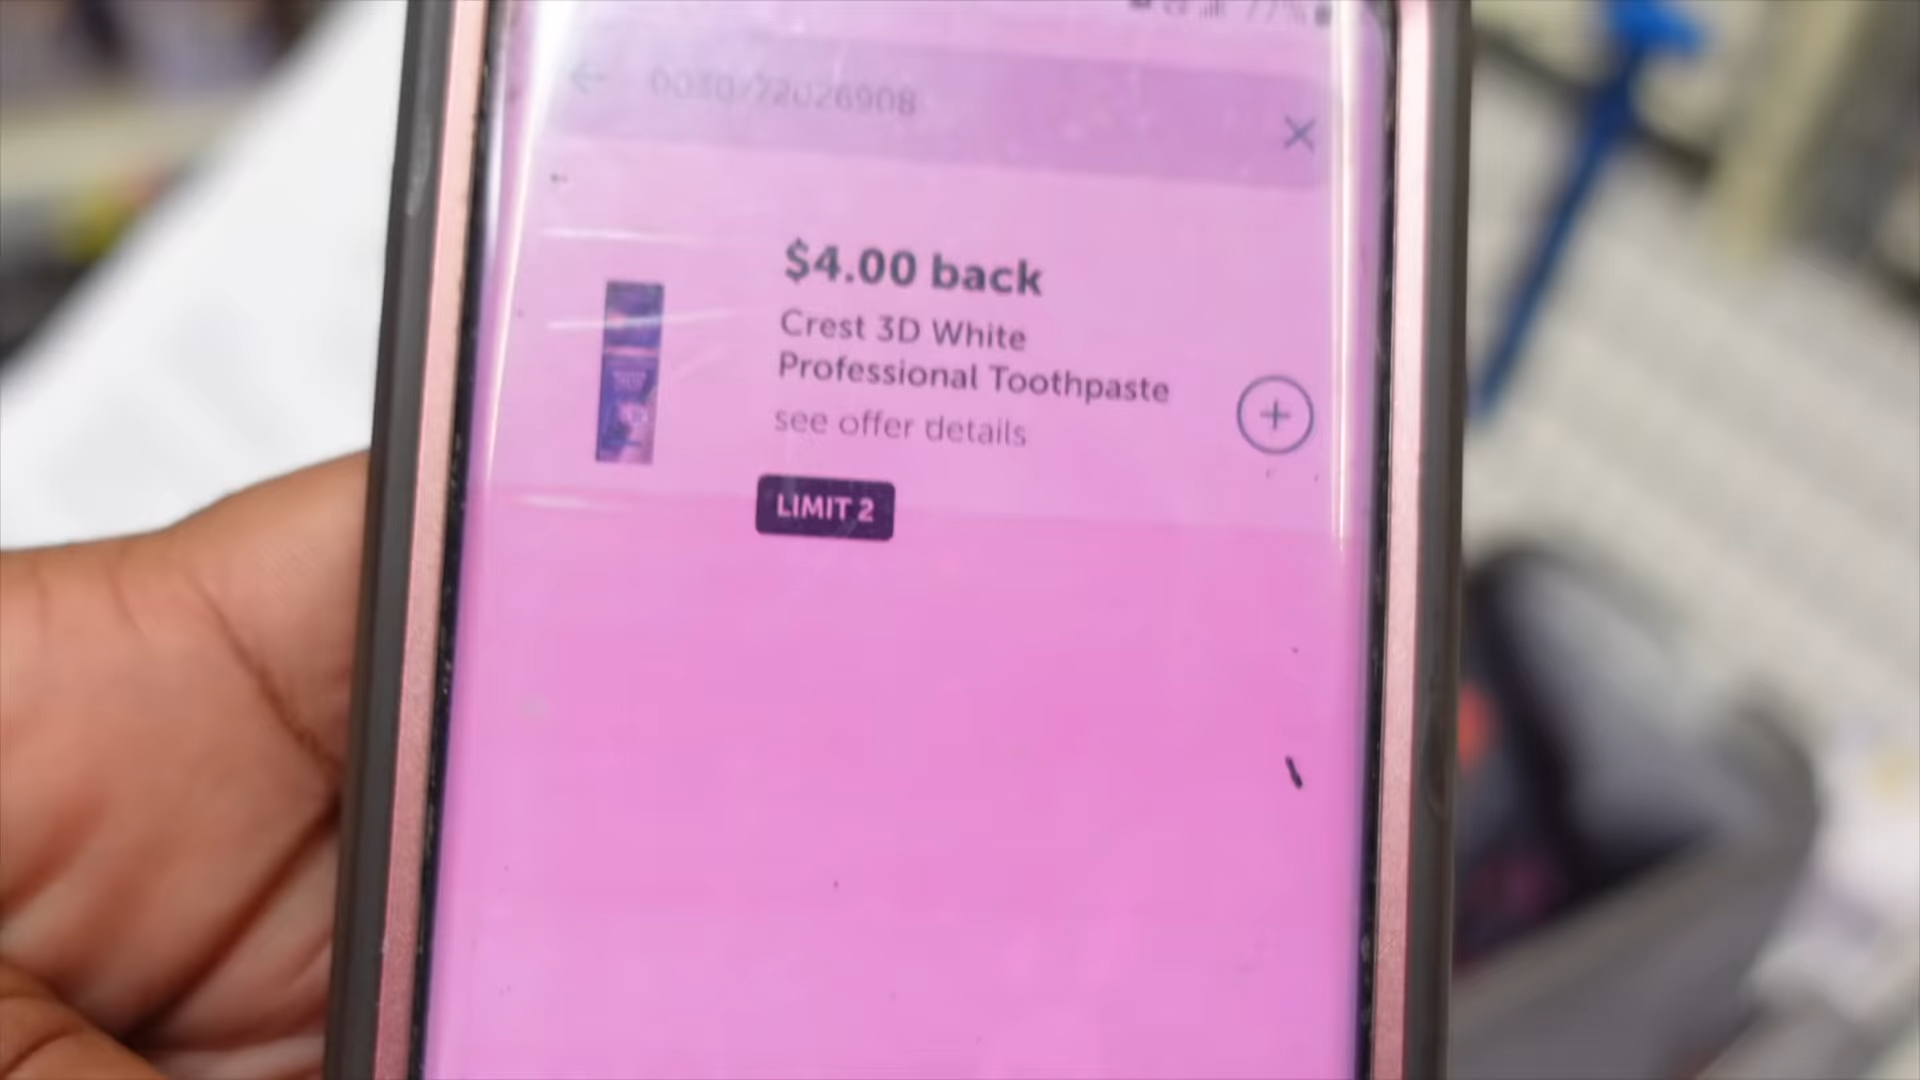 $4.00 back
Crest 3D White
Professional Toothpaste
see offer details
LIMIT 2